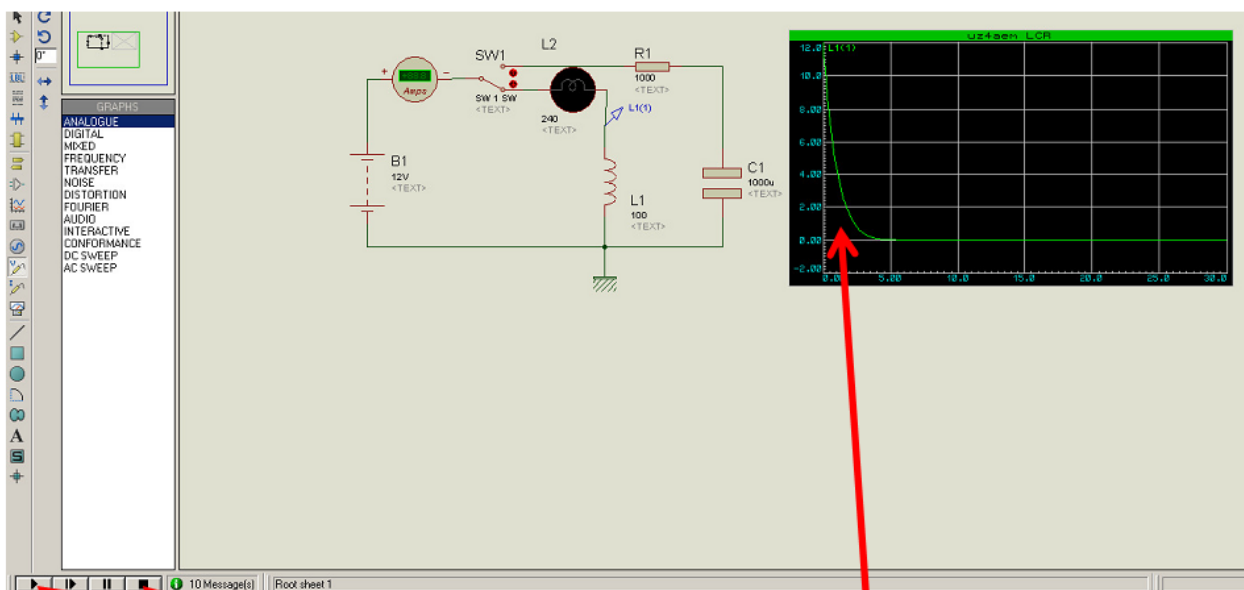 0°
LBL
GRAPHS
ANALOGUE
DIGITAL
MIXED
FREQUENCY
TRANSFER
NOISE
DISTORTION
FOURIER
AUDIO
INTERACTIVE
CONFORMANCE
DC SWEEP
AC SWEEP
A
S
+
-
Amps
SW1
SW 1 SW
<TEXT>
L2
240
<TEXT>
R1
1000
<TEXT>
L1(1)
B1
12V
<TEXT>
L1
100
<TEXT>
C1
1000u
<TEXT>
uz4sem LCR
L1(1)
12.0
10.0
8.00
6.00
4.00
2.00
0.00
-2.00
0.00 5.00 10.0 15.0 20.0 25.0 30.0
10 Message(s)
Root sheet 1